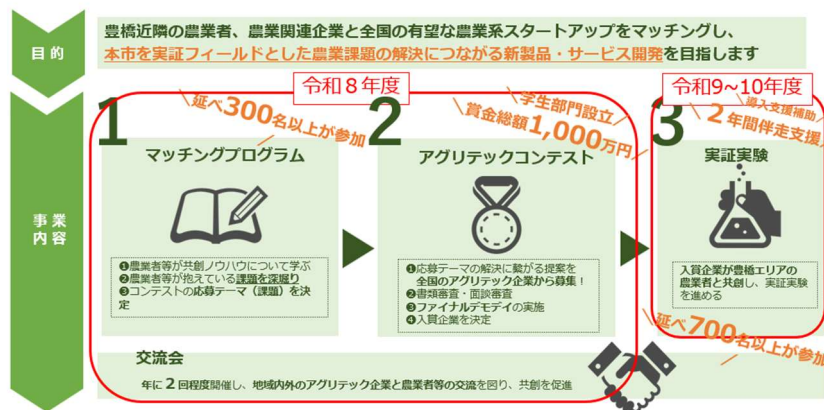 目的
豊橋近隣の農業者、農業関連企業と全国の有望な農業系スタートアップをマッチングし、
本市を実証フィールドとした農業課題の解決につながる新製品・サービス開発を目指します
事業
内容
令和8年度
1
延べ300名以上が参加
マッチングプログラム
❶農業者等が共創ノウハウについて学ぶ
❷農業者等が抱えている課題を深堀り
❸コンテストの応募テーマ(課題)を決
定
2
学生部門設立
賞金総額1,000万円
アグリテックコンテスト
❶応募テーマの解決に繋がる提案を
全国のアグリテック企業から募集!
❷書類審査・面談審査
❸ファイナルデモデイの実施
❹入賞企業を決定
令和9~10年度
3
導入支援補助
2年間伴走支援
実証実験
入賞企業が豊橋エリアの
農業者と共創し、実証実験
を進める
延べ700名以上が参加
交流会
年に2回程度開催し、地域内外のアグリテック企業と農業者等の交流を図り、共創を促進